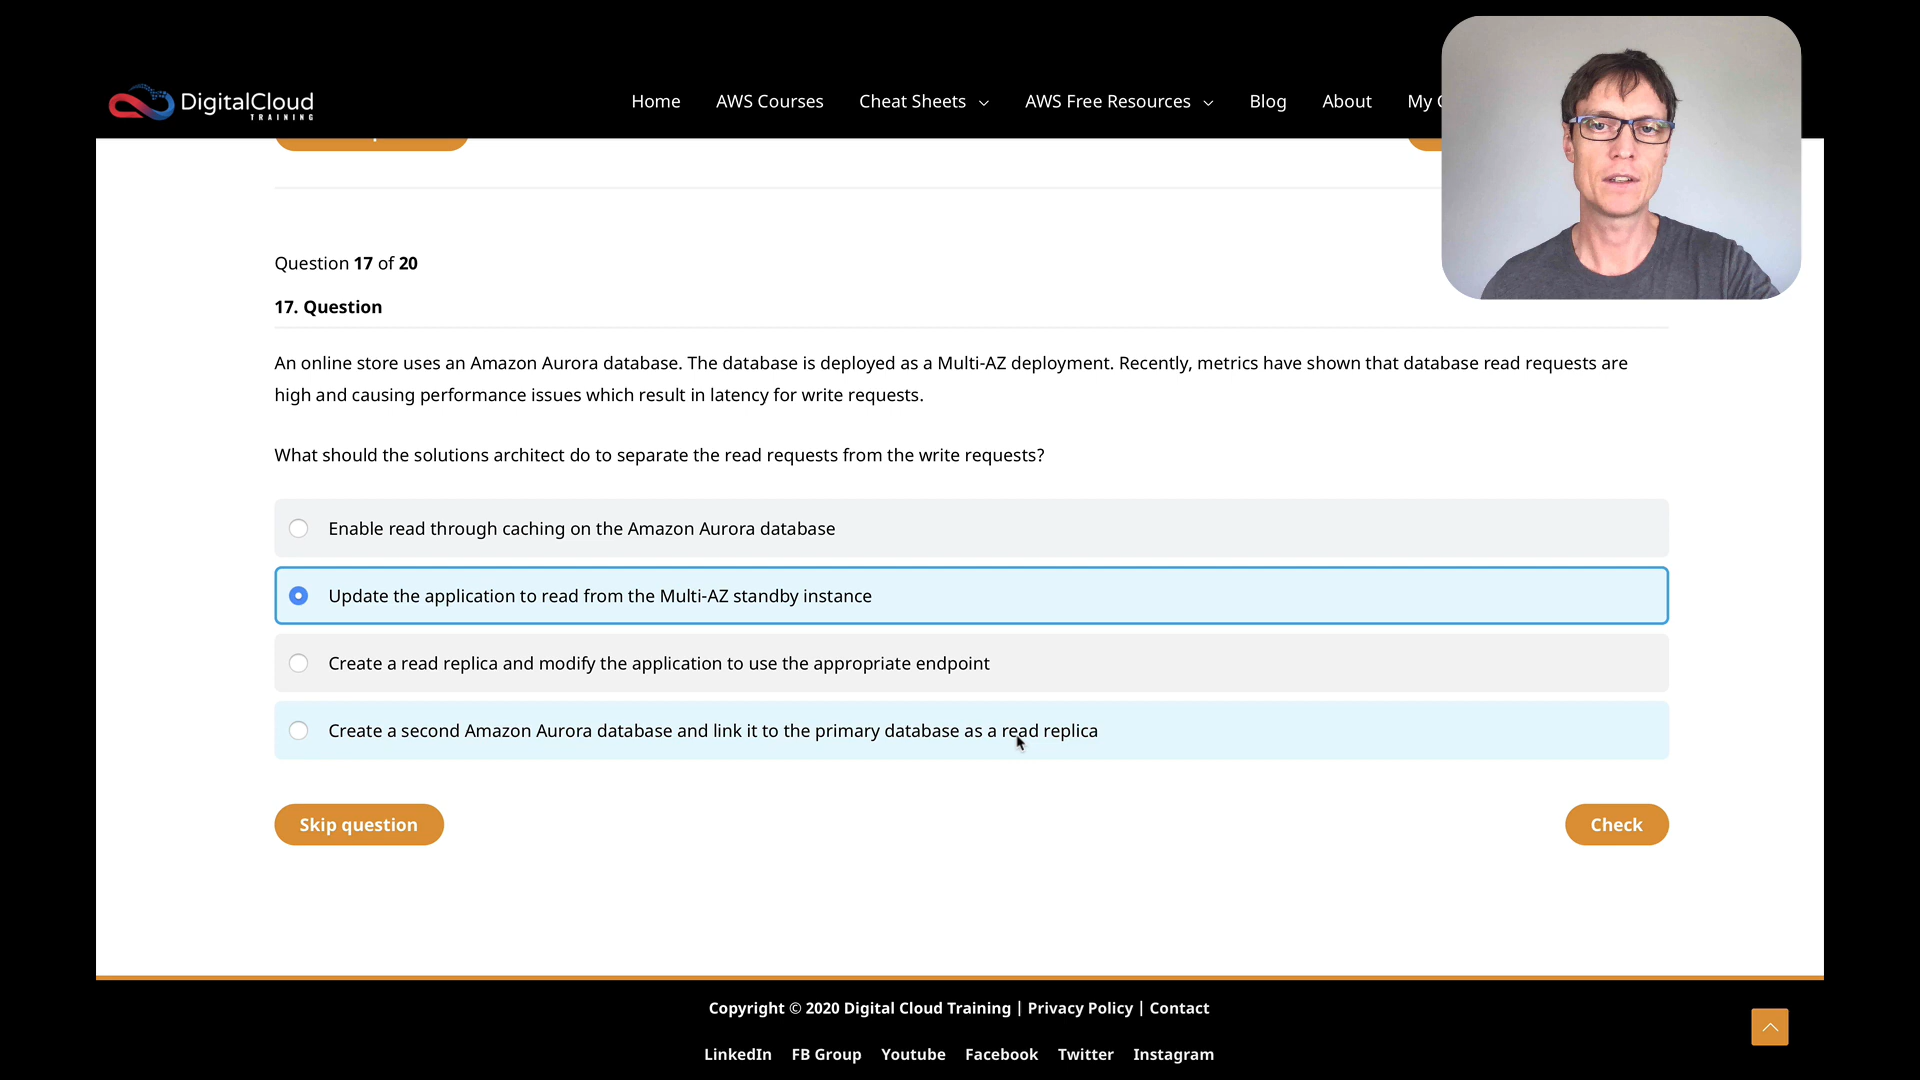 DigitalCloud
TRAINING
Home AWS Courses Cheat Sheets AWS Free Resources Blog About My
Question 17 of 20
17. Question
An online store uses an Amazon Aurora database. The database is deployed as a Multi-AZ deployment. Recently, metrics have shown that database read requests are
high and causing performance issues which result in latency for write requests.
What should the solutions architect do to separate the read requests from the write requests?
Enable read through caching on the Amazon Aurora database
Update the application to read from the Multi-AZ standby instance
Create a read replica and modify the application to use the appropriate endpoint
Create a second Amazon Aurora database and link it to the primary database as a read replica
Skip question
Check
Copyright © 2020 Digital Cloud Training | Privacy Policy | Contact
LinkedIn FB Group Youtube Facebook Twitter Instagram